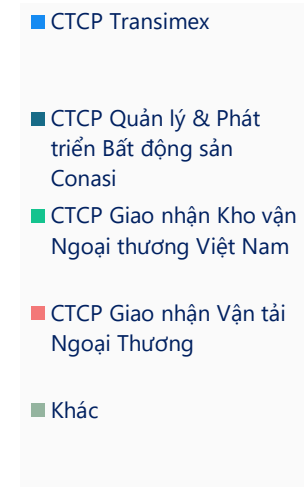 CTCP Transimex
CTCP Quản lý & Phát
triển Bất động sản
Conasi
CTCP Giao nhận Kho vận
Ngoại thương Việt Nam
CTCP Giao nhận Vận tải
Ngoại Thương
Khác